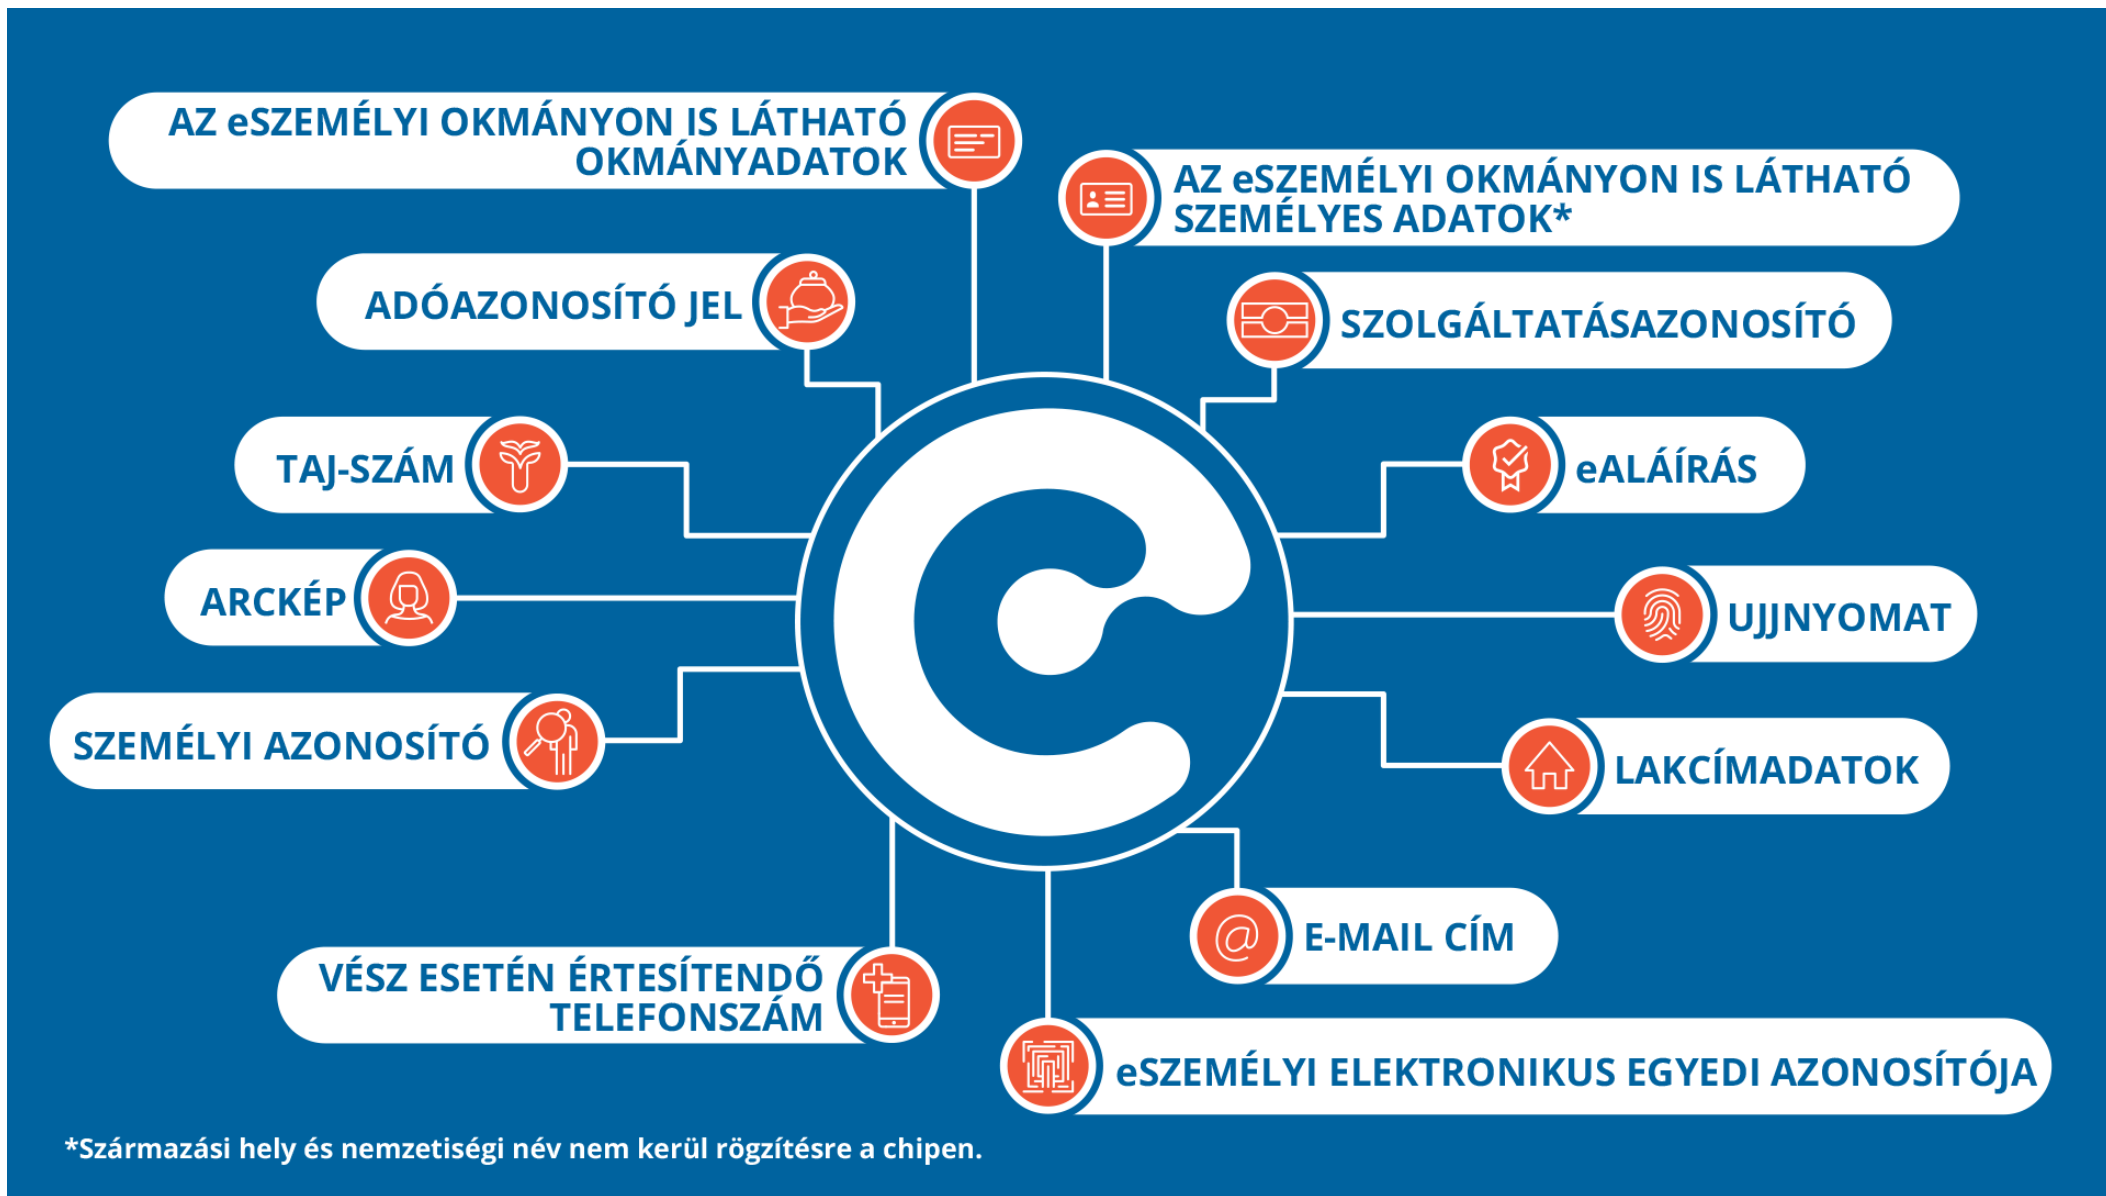 AZ eSZEMÉLYI OKMÁNYON IS LÁTHATÓ
OKMÁNYADATOK
AZ eSZEMÉLYI OKMÁNYON IS LÁTHATÓ
SZEMÉLYES ADATOK*
ADÓAZONOSÍTÓ JEL
SZOLGÁLTATÁSAZONOSÍTÓ
TAJ-SZÁM
eALÁÍRÁS
ARCKÉP
UJJNYOMAT
SZEMÉLYI AZONOSÍTÓ
LAKCÍMADATOK
E-MAIL CÍM
VÉSZ ESETÉN ÉRTESÍTENDŐ
TELEFONSZÁM
eSZEMÉLYI ELEKTRONIKUS EGYEDI AZONOSÍTÓJA
*Származási hely és nemzetiségi név nem kerül rögzítésre a chipen.